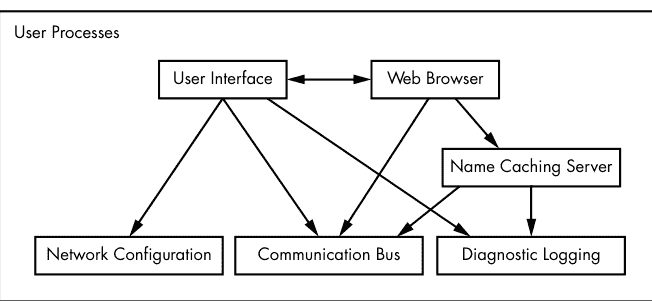 User Processes
User Interface
Web Browser
Name Caching Server
Network Configuration
Communication Bus
Diagnostic Logging